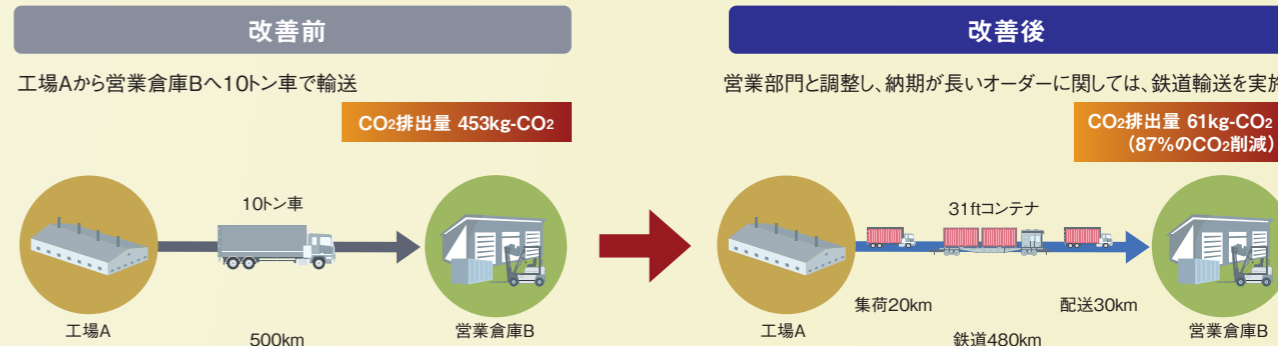 改善前
工場Aから営業倉庫Bへ10トン車で輸送
CO2排出量 453kg-CO2
10トン車
工場A
500km
営業倉庫B
改善後
営業部門と調整し、納期が長いオーダーに関しては、鉄道輸送を実施
CO2排出量 61kg-CO2
(87%のCO2削減)
31ftコンテナ
集荷20km
配送30km
工場A
鉄道480km
営業倉庫B